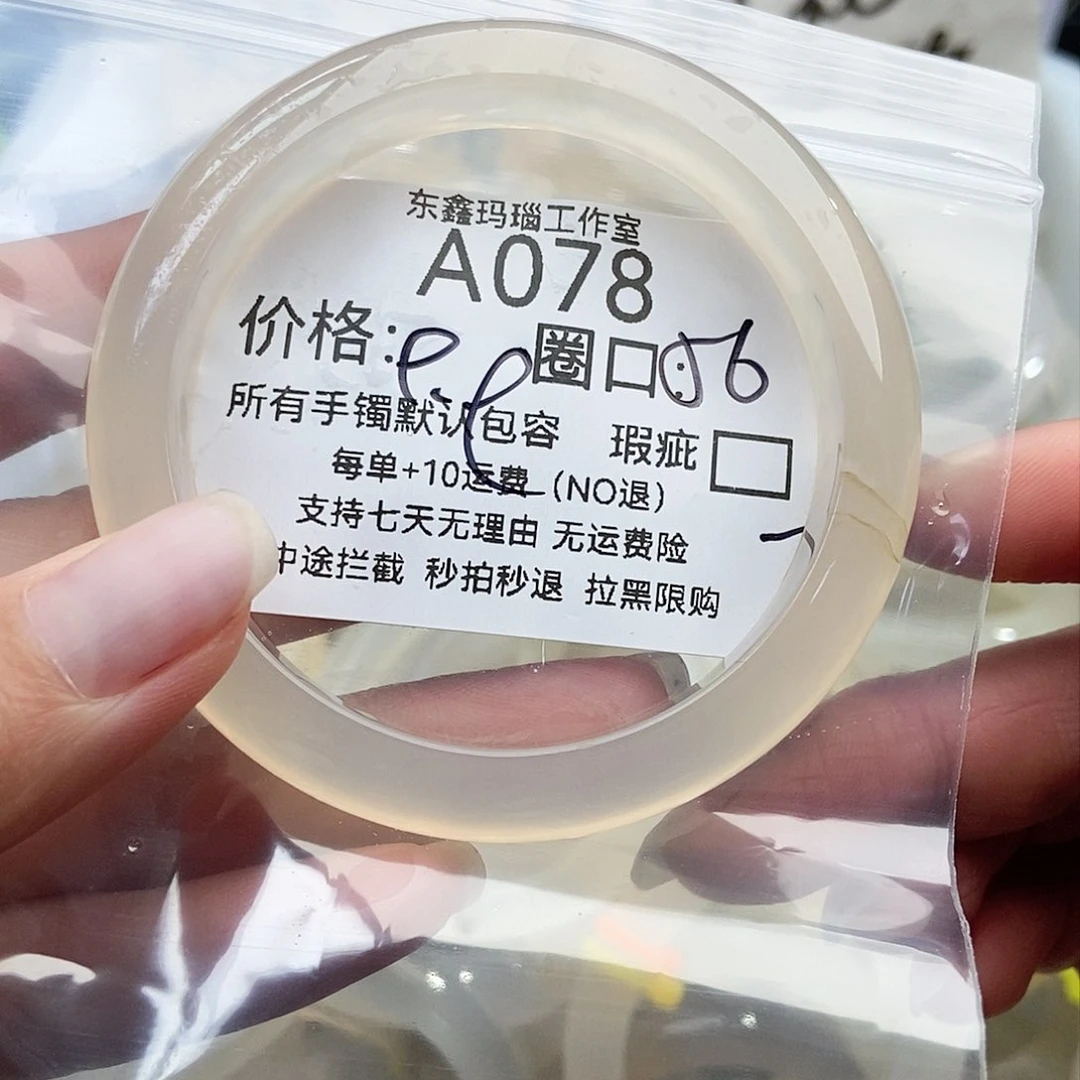 东鑫玛瑙工作室
A078
价格: 圈口:56
所有手镯默认包容 瑕疵
每单+10运费 (NO退)
支持七天无理由 无运费险
中途拦截 秒拍秒退 拉黑限购